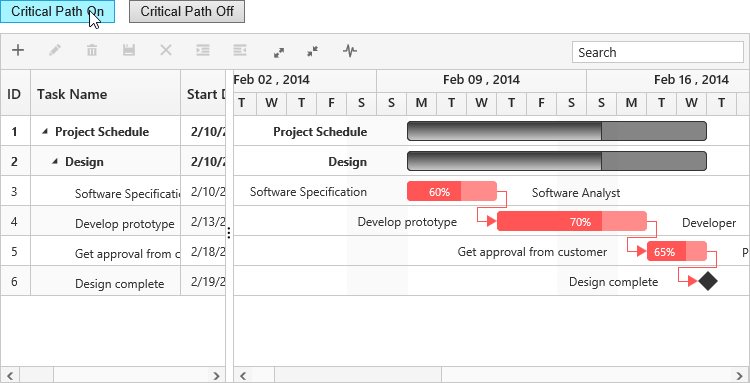 Critical Path On
Critical Path Off
Search
ID Task Name Start D
Feb 02 , 2014 Feb 09 , 2014 Feb 16 , 2014
T W T F S S M T W T F S S M T W T
1 Project Schedule 2/10/2 Project Schedule
2 Design 2/10/2 Design
3 Software Specificatio 2/10/2 Software Specification 60% Software Analyst
4 Develop prototype 2/13/2 Develop prototype 70% Developer
5 Get approval from c 2/18/2 Get approval from customer 65% P
6 Design complete 2/19/2 Design complete